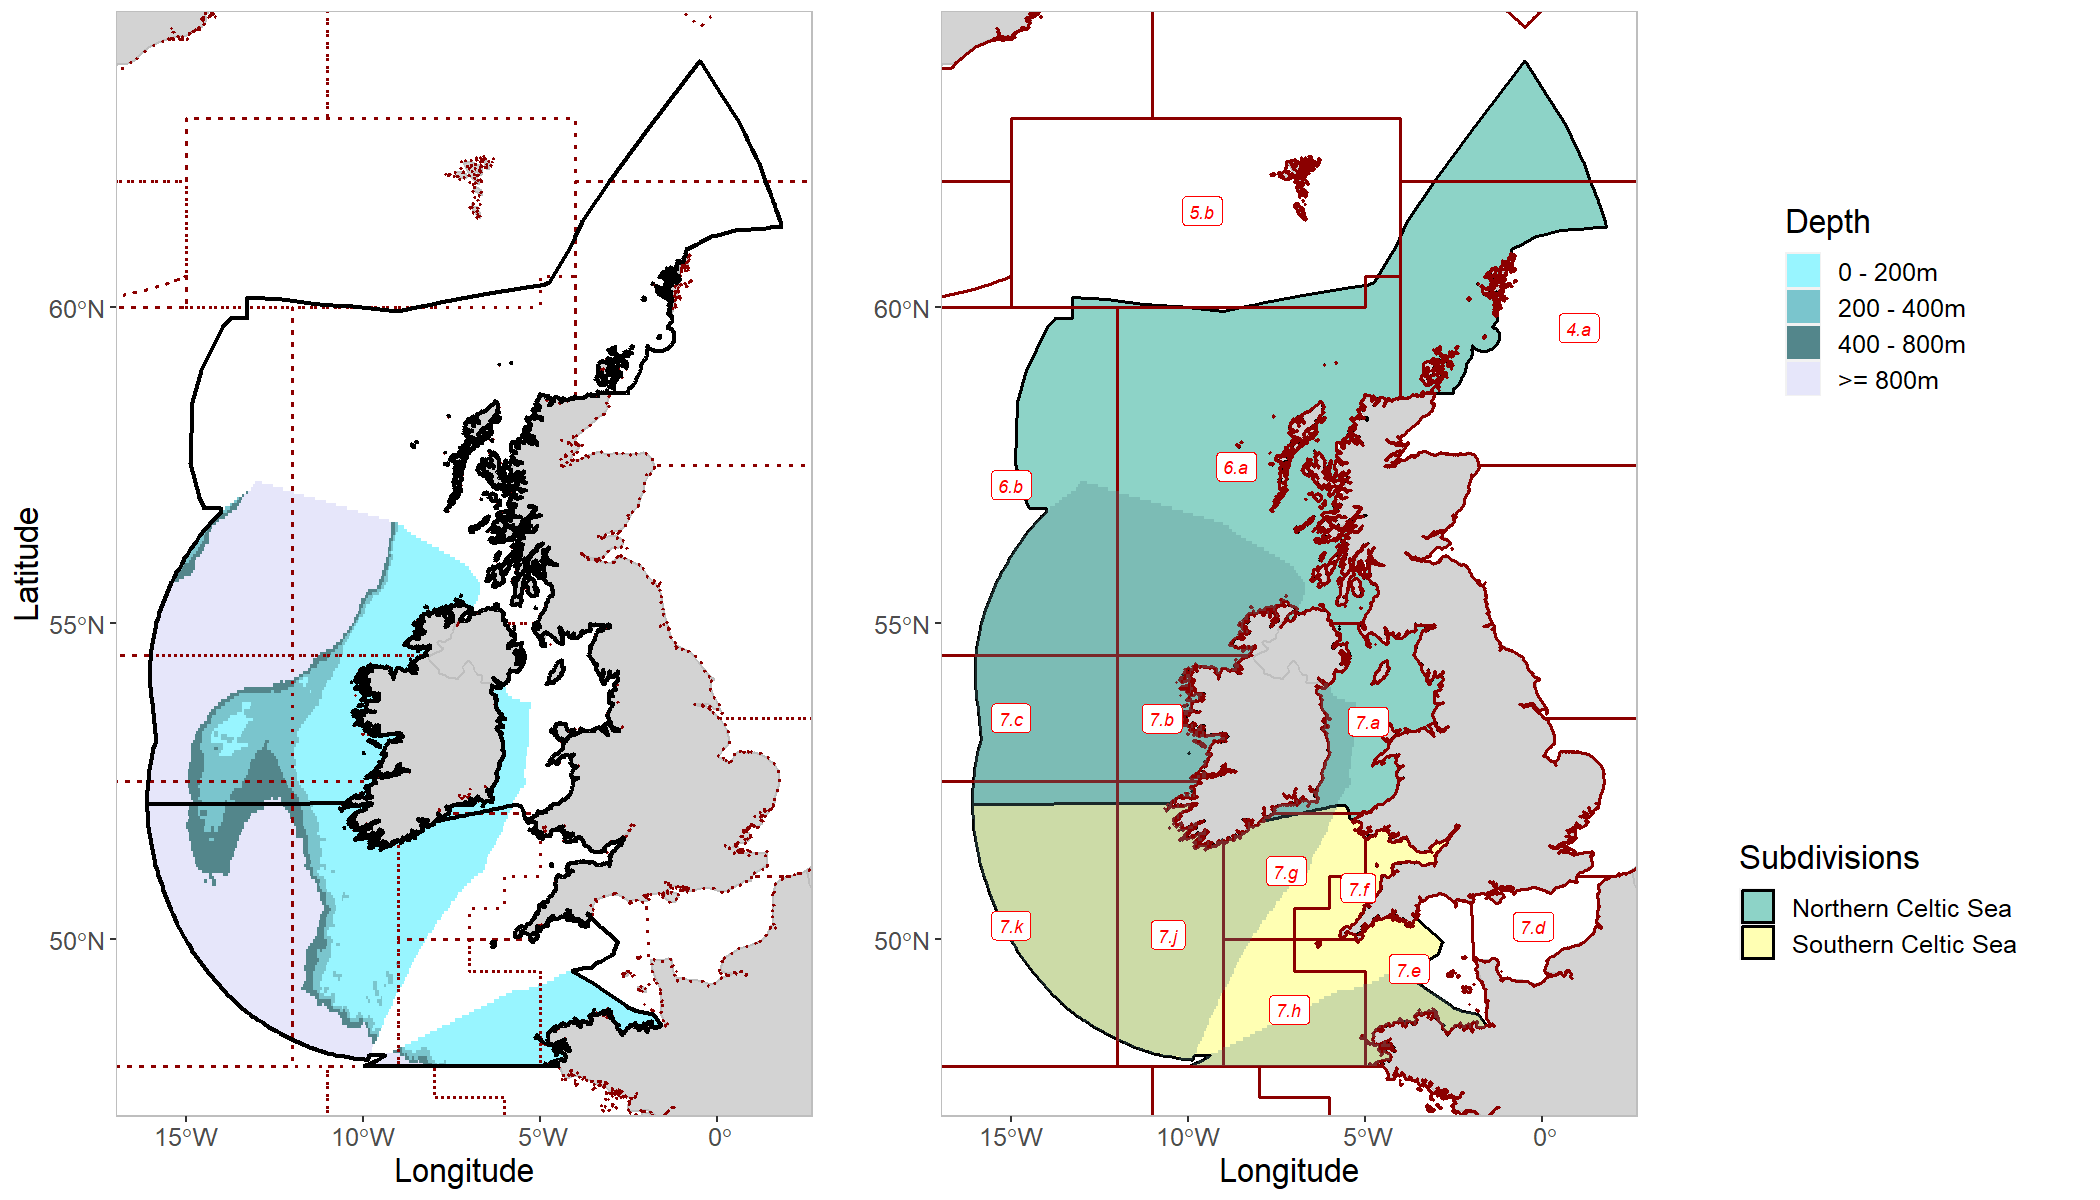 Latitude
60°N
55°N
50°N
15°W
10°W
5°W
0°
Longitude
60°N
55°N
50°N
15°W
10°W
5°W
0°
Longitude
5.b
4.a
6.a
6.b
7.c
7.b
7.a
7.g
7.f
7.k
7.j
7.d
7.e
7.h
Depth
0 - 200m
200 - 400m
400 - 800m
>= 800m
Subdivisions
Northern Celtic Sea
Southern Celtic Sea